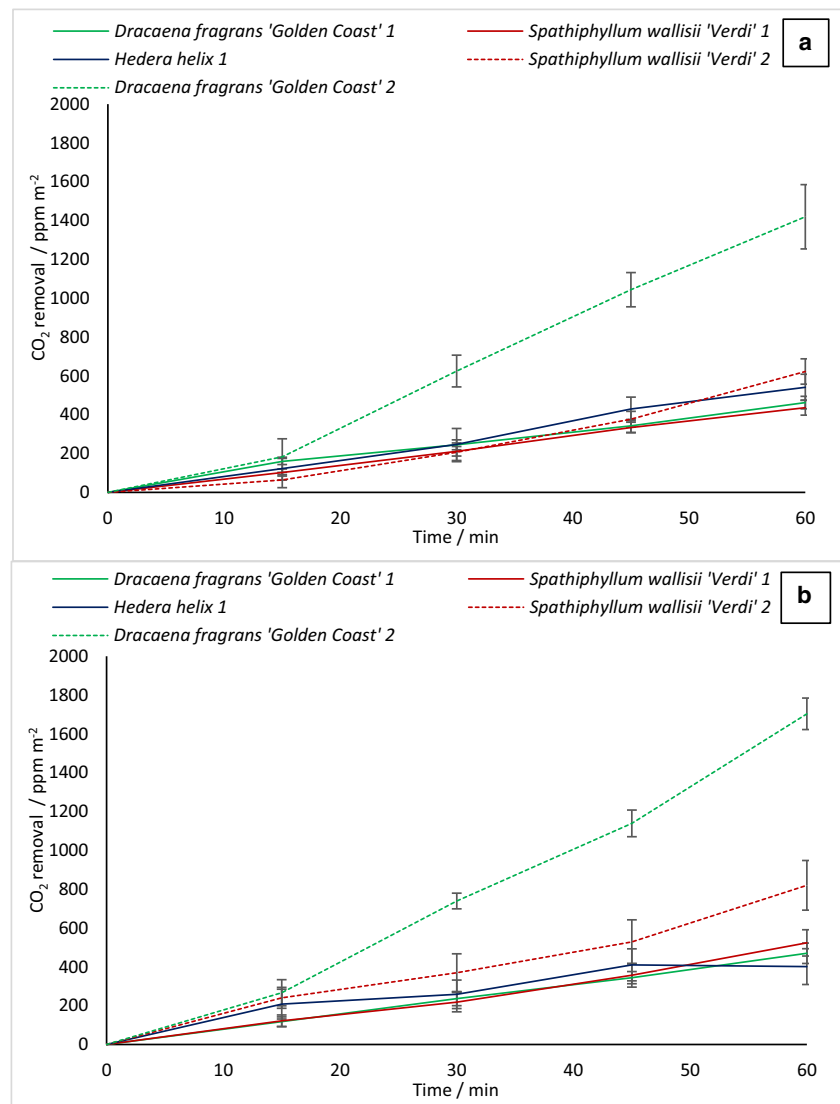 Dracaena fragrans 'Golden Coast' 1
Spathiphyllum wallisii 'Verdi' 1
a
Hedera helix 1
Spathiphyllum wallisii 'Verdi' 2
Dracaena fragrans 'Golden Coast' 2
2000
1800
1600
1400
1200
1000
800
600
400
200
0
CO₂ removal / ppm m⁻²
0 10 20 30 40 50 60
Time / min
Dracaena fragrans 'Golden Coast' 1
Spathiphyllum wallisii 'Verdi' 1
b
Hedera helix 1
Spathiphyllum wallisii 'Verdi' 2
Dracaena fragrans 'Golden Coast' 2
2000
1800
1600
1400
1200
1000
800
600
400
200
0
CO₂ removal / ppm m⁻²
0 10 20 30 40 50 60
Time / min